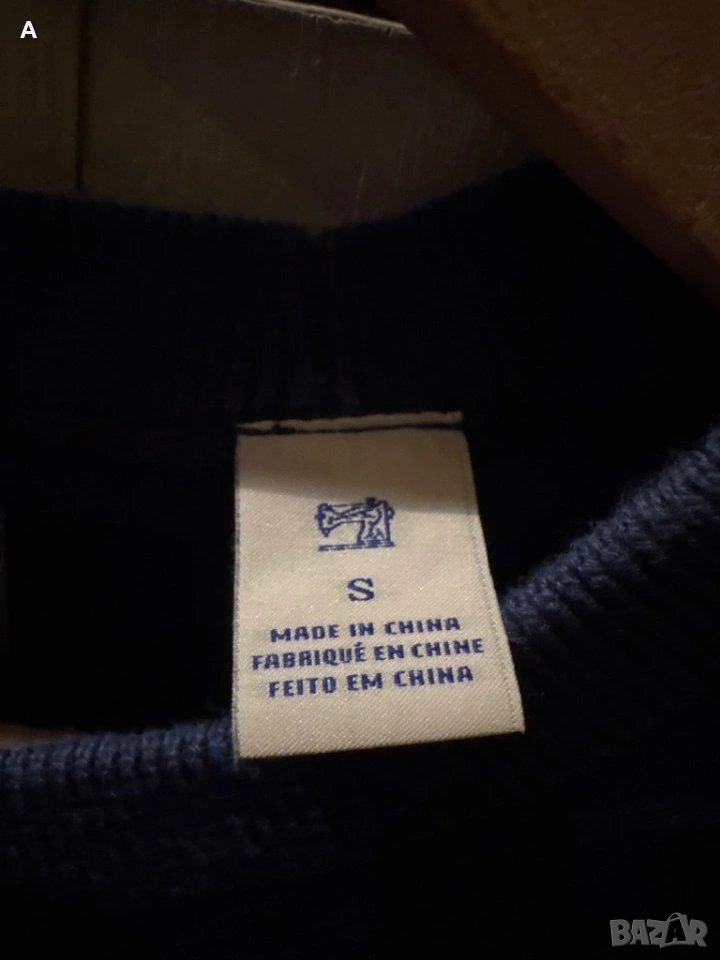 A
S
MADE IN CHINA
FABRIQUÉ EN CHINE
FEITO EM CHINA
BAZAR